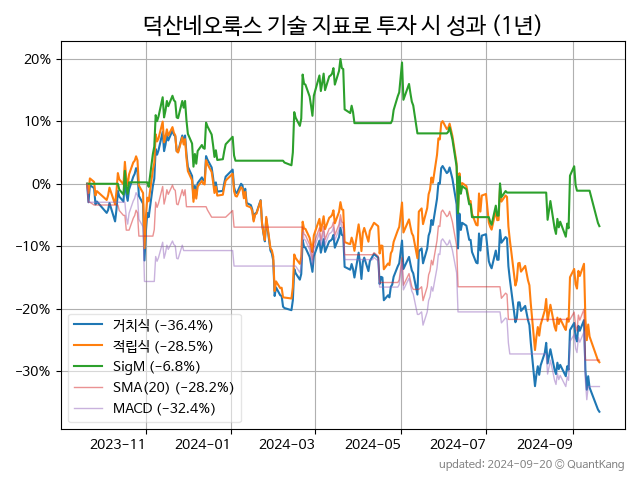 덕산네오룩스 기술 지표로 투자 시 성과 (1년)
20%
10%
0%
−10%
−20%
−30%
거치식 (−36.4%)
적립식 (−28.5%)
SigM (−6.8%)
SMA(20) (−28.2%)
MACD (−32.4%)
2023−11 2024−01 2024−03 2024−05 2024−07 2024−09
updated: 2024−09−20 © QuantKang